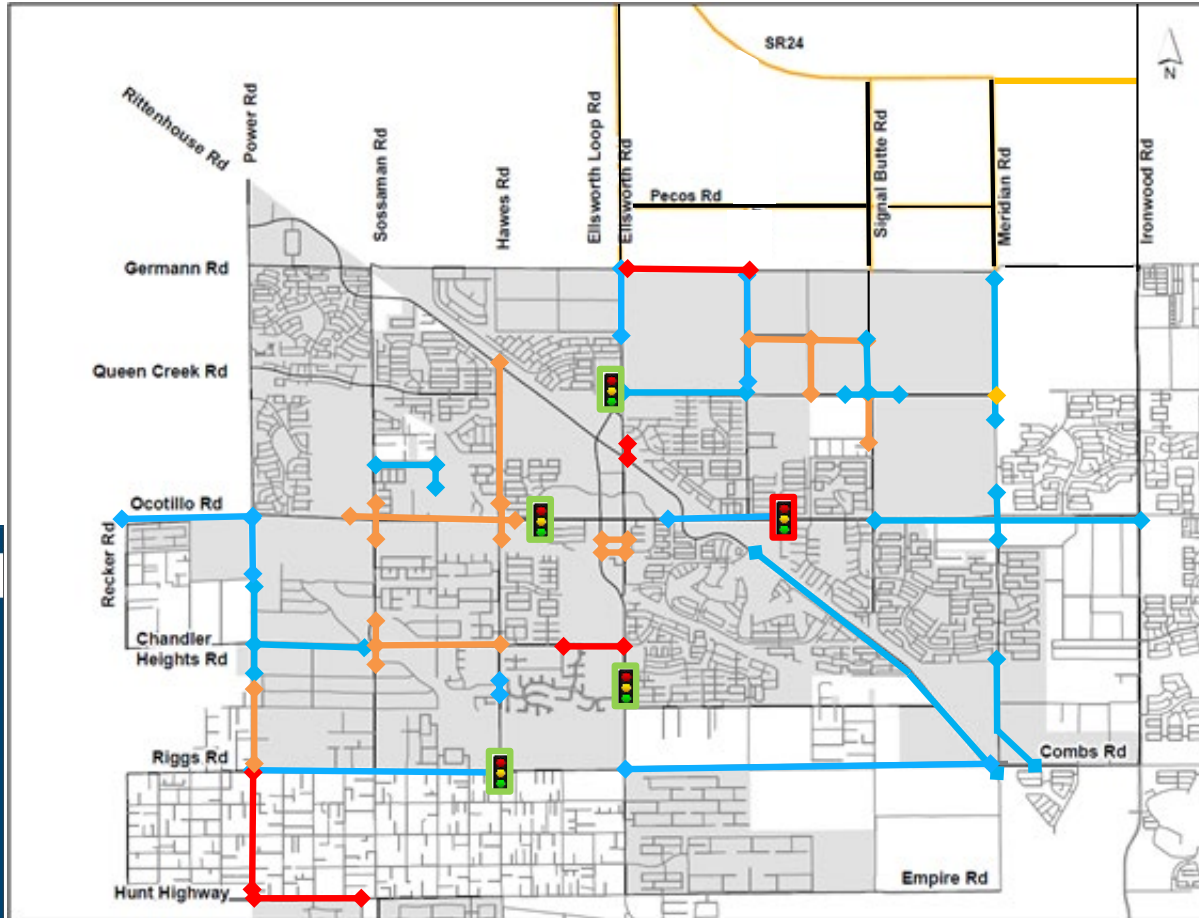 SR24
N
Rittenhouse Rd
Power Rd
Sossaman Rd
Hawes Rd
Ellsworth Loop Rd
Ellsworth Rd
Signal Butte Rd
Meridian Rd
Ironwood Rd
Pecos Rd
Germann Rd
Queen Creek Rd
Ocotillo Rd
Recker Rd
Chandler
Heights Rd
Riggs Rd
Combs Rd
Hunt Highway
Empire Rd